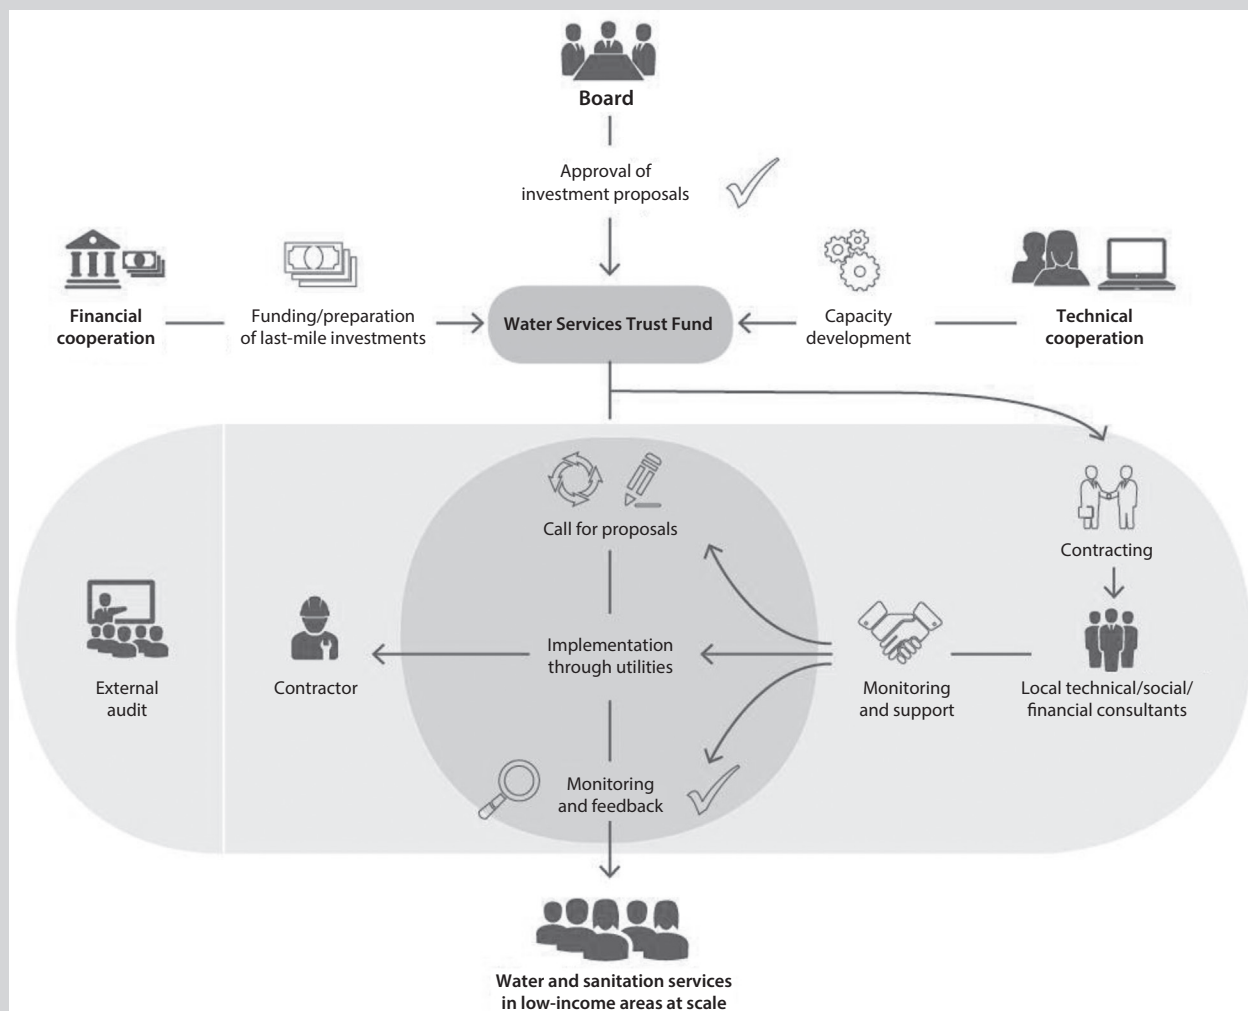 Board
Approval of
investment proposals
Financial
cooperation
Funding/preparation
of last-mile investments
Water Services Trust Fund
Capacity
development
Technical
cooperation
Call for proposals
Contracting
External
audit
Contractor
Implementation
through utilities
Monitoring
and support
Local technical/social/
financial consultants
Monitoring
and feedback
Water and sanitation services
in low-income areas at scale